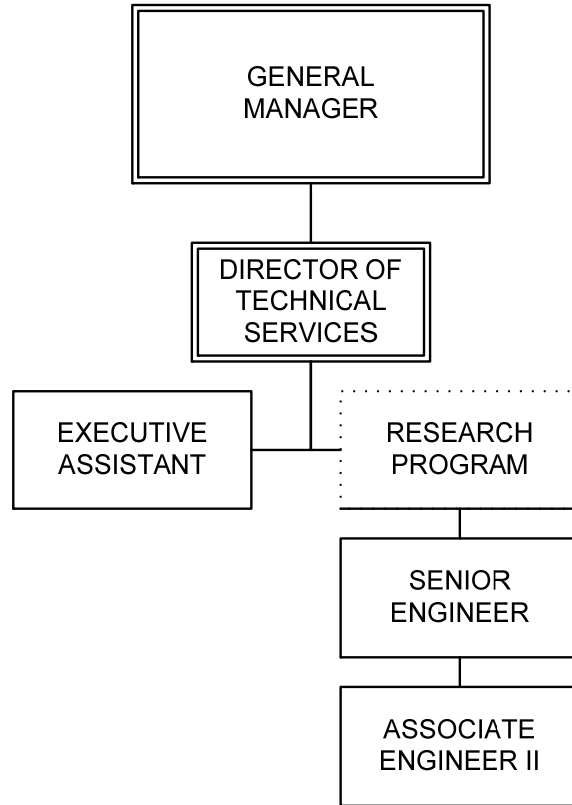 GENERAL
MANAGER
DIRECTOR OF
TECHNICAL
SERVICES
EXECUTIVE
ASSISTANT
RESEARCH
PROGRAM
SENIOR
ENGINEER
ASSOCIATE
ENGINEER II